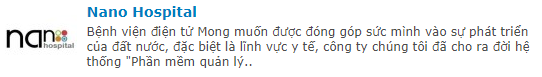 Nano Hospital
nano
hospital
Bệnh viện điện tử Mong muốn được đóng góp sức mình vào sự phát triển
của đất nước, đặc biệt là lĩnh vực y tế, công ty chúng tôi đã cho ra đời hệ
thống "Phần mềm quản lý..